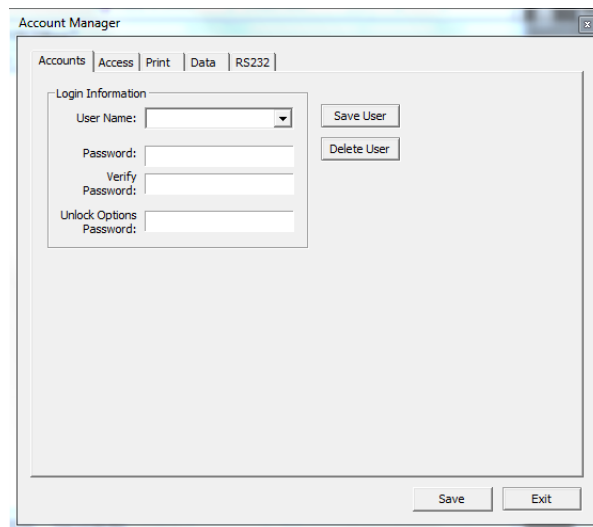 Account Manager
Accounts Access Print Data RS232
Login Information
User Name: Save User
Password: Delete User
Verify
Password:
Unlock Options
Password:
Save Exit